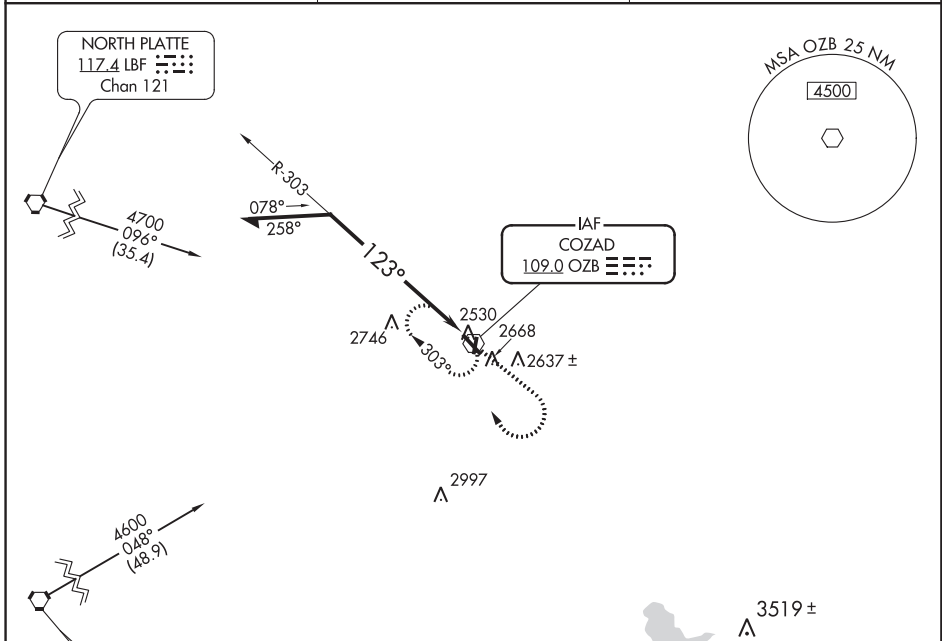 NORTH PLATTE
117.4 LBF
Chan 121
MSA OZB 25 NM
4500
R-303
078°
258°
4700
096°
(35.4)
123°
IAF
COZAD
109.0 OZB
2530
2746
2668
303°
2637 ±
2997
4600
048°
(48.9)
3519 ±